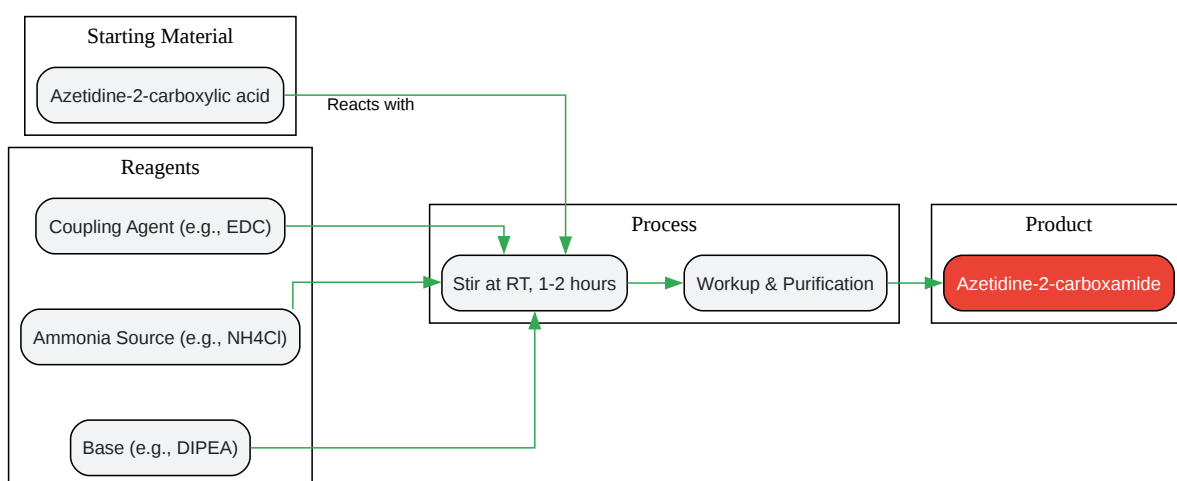 Starting Material
Azetidine-2-carboxylic acid
Reacts with
Reagents
Coupling Agent (e.g., EDC)
Ammonia Source (e.g., NH4Cl)
Base (e.g., DIPEA)
Process
Stir at RT, 1-2 hours
Workup & Purification
Product
Azetidine-2-carboxamide